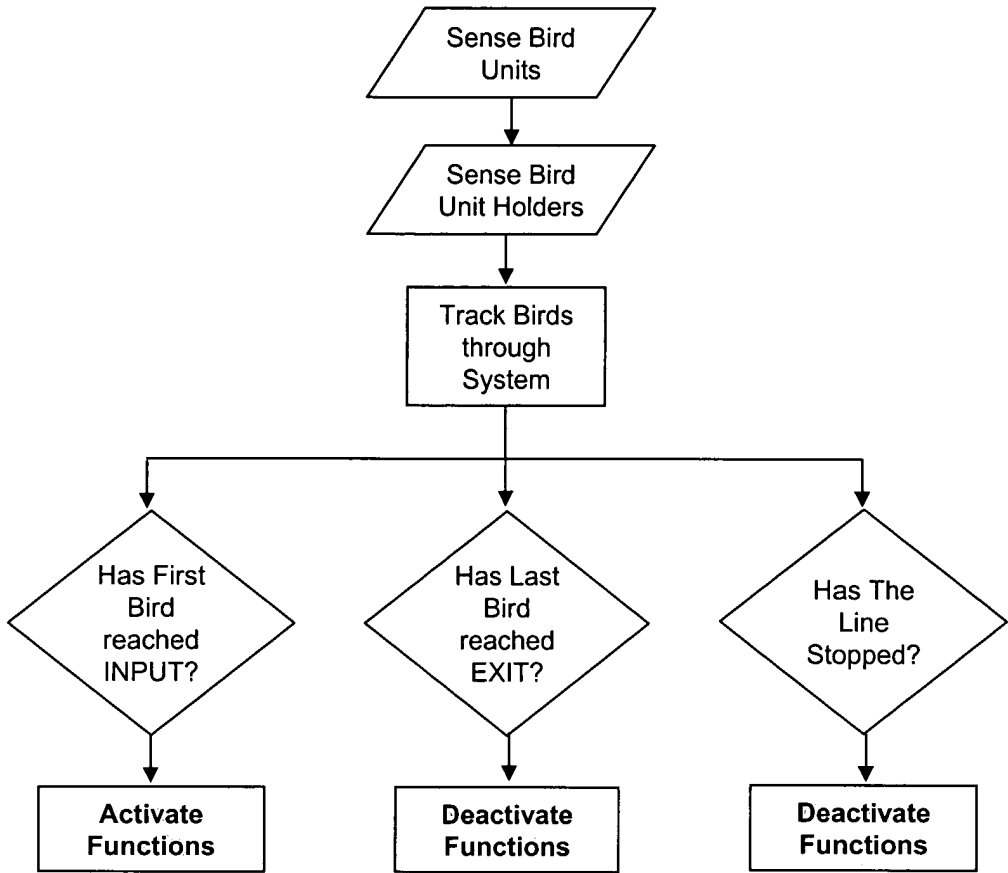 Sense Bird
Units
Sense Bird
Unit Holders
Track Birds
through
System
Has First
Bird
reached
INPUT?
Has Last
Bird
reached
EXIT?
Has The
Line
Stopped?
Activate
Functions
Deactivate
Functions
Deactivate
Functions